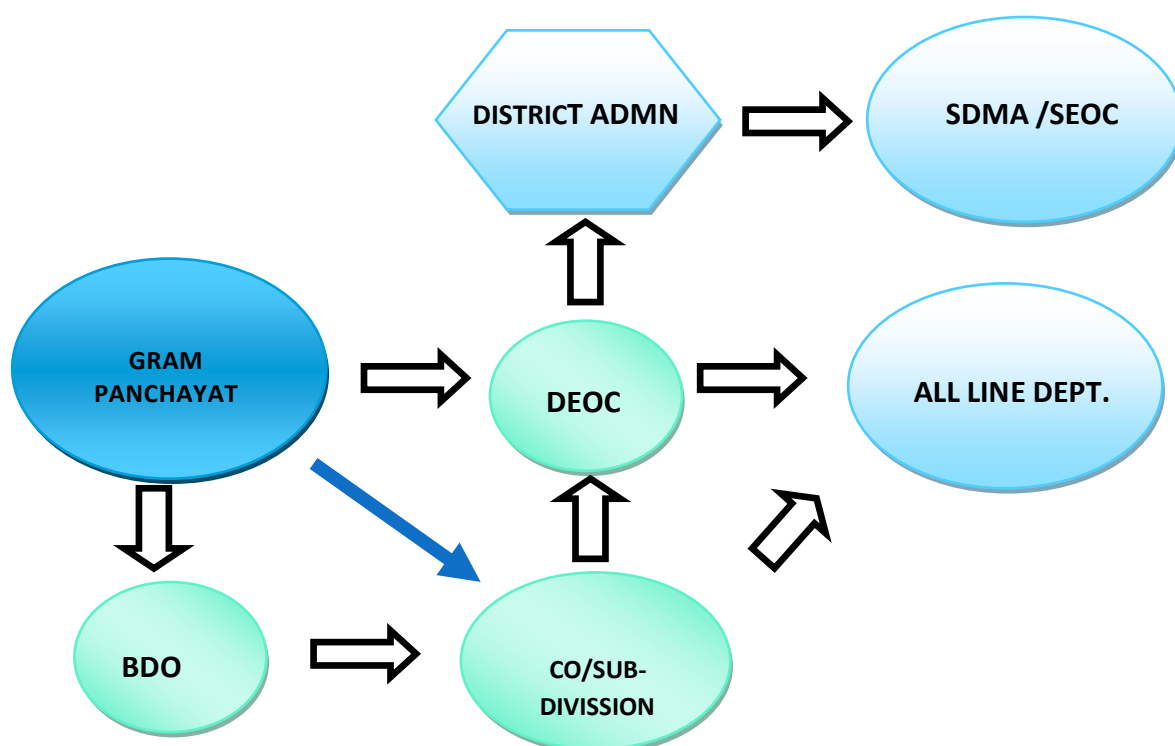 DISTRICT ADMN
SDMA /SEOC
GRAM
PANCHAYAT
DEOC
ALL LINE DEPT.
BDO
CO/SUB-
DIVISSION